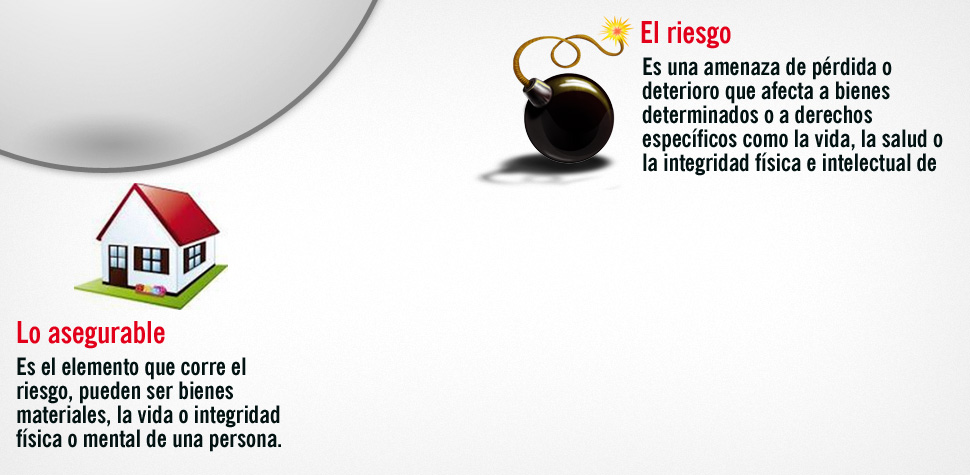 El riesgo
Es una amenaza de pérdida o
deterioro que afecta a bienes
determinados o a derechos
específicos como la vida, la salud o
la integridad física e intelectual de
Lo asegurable
Es el elemento que corre el
riesgo, pueden ser bienes
materiales, la vida o integridad
física o mental de una persona.